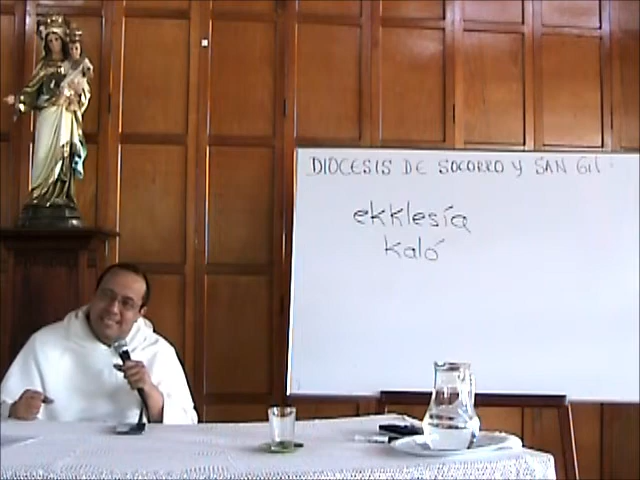 DIOCESIS DE SOCORRO Y SAN GIL.
ekklesía
kaló